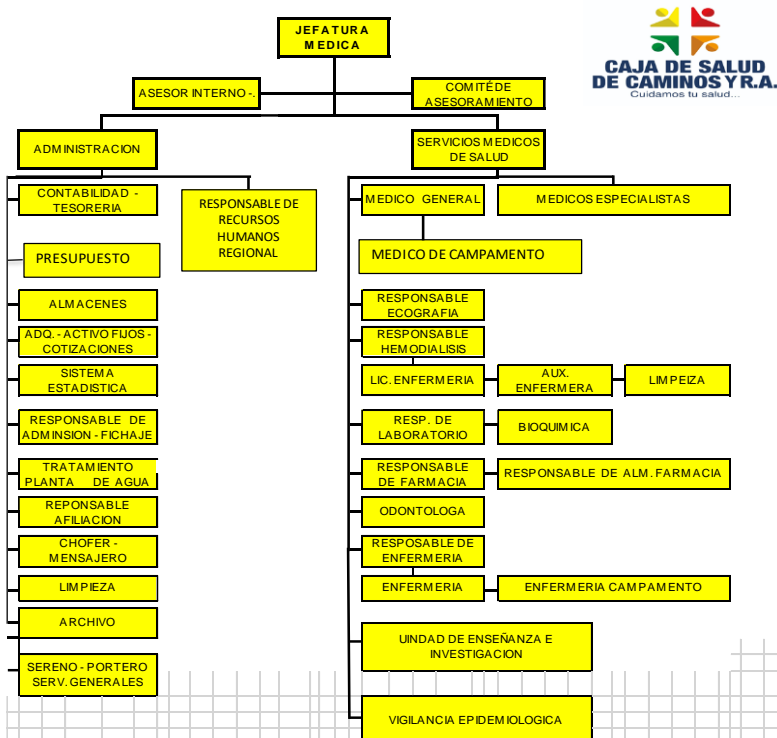 JEFATURA
MEDICA
CAJA DE SALUD
DE CAMINOS Y R.A.
Cuidamos tu salud...
ASESOR INTERNO -.
COMITÉ DE
ASESORAMIENTO
ADMINISTRACION
SERVICIOS MEDICOS
DE SALUD
CONTABILIDAD -
TESORERIA
RESPONSABLE DE
RECURSOS
HUMANOS
REGIONAL
PRESUPUESTO
ALMACENES
ADQ. - ACTIVO FIJOS -
COTIZACIONES
SISTEMA
ESTADISTICA
RESPONSABLE DE
ADMINSION - FICHAJE
TRATAMIENTO
PLANTA DE AGUA
REPONSABLE
AFILIACION
CHOFER -
MENSAJERO
LIMPIEZA
ARCHIVO
SERENO - PORTERO
SERV. GENERALES
MEDICO GENERAL
MEDICOS ESPECIALISTAS
MEDICO DE CAMPAMENTO
RESPONSABLE
ECOGRAFIA
RESPONSABLE
HEMODIALISIS
LIC. ENFERMERIA
AUX.
ENFERMERA
LIMPEIZA
RESP. DE
LABORATORIO
BIOQUIMICA
RESPONSABLE
DE FARMACIA
RESPONSABLE DE ALM. FARMACIA
ODONTOLOGA
RESPOSABLE DE
ENFERMERIA
ENFERMERIA
ENFERMERIA CAMPAMENTO
UINDAD DE ENSEÑANZA E
INVESTIGACION
VIGILANCIA EPIDEMIOLOGICA